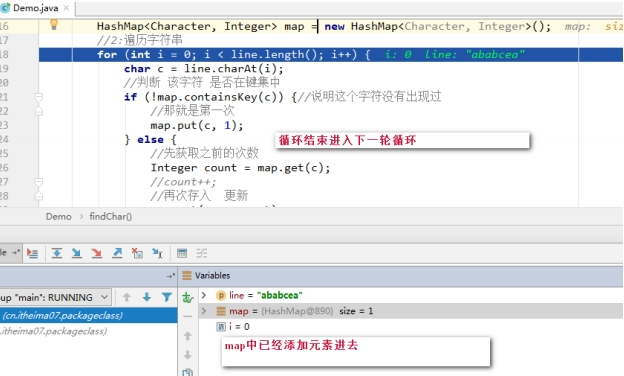 Demo.java ×
16 HashMap<Character, Integer> map = new HashMap<Character, Integer>(); map: siz
17 //2:遍历字符串
18 for (int i = 0; i < line.length(); i++) { i: 0 line: "ababcea"
19 char c = line.charAt(i);
20 //判断 该字符 是否在键集中
21 if (!map.containsKey(c)) {//说明这个字符没有出现过
22 //那就是第一次
23 map.put(c, 1);
24 } else {
循环结束进入下一轮循环
25 //先获取之前的次数
26 Integer count = map.get(c);
27 //count++;
28 //再次存入 更新
Demo › findChar()
Variables
up "main": RUNNING
line = "ababcea"
(cn.itheima07.packageclass)
map = (HashMap@890) size = 1
itheima07.packageclass)
i = 0
map中已经添加元素进去